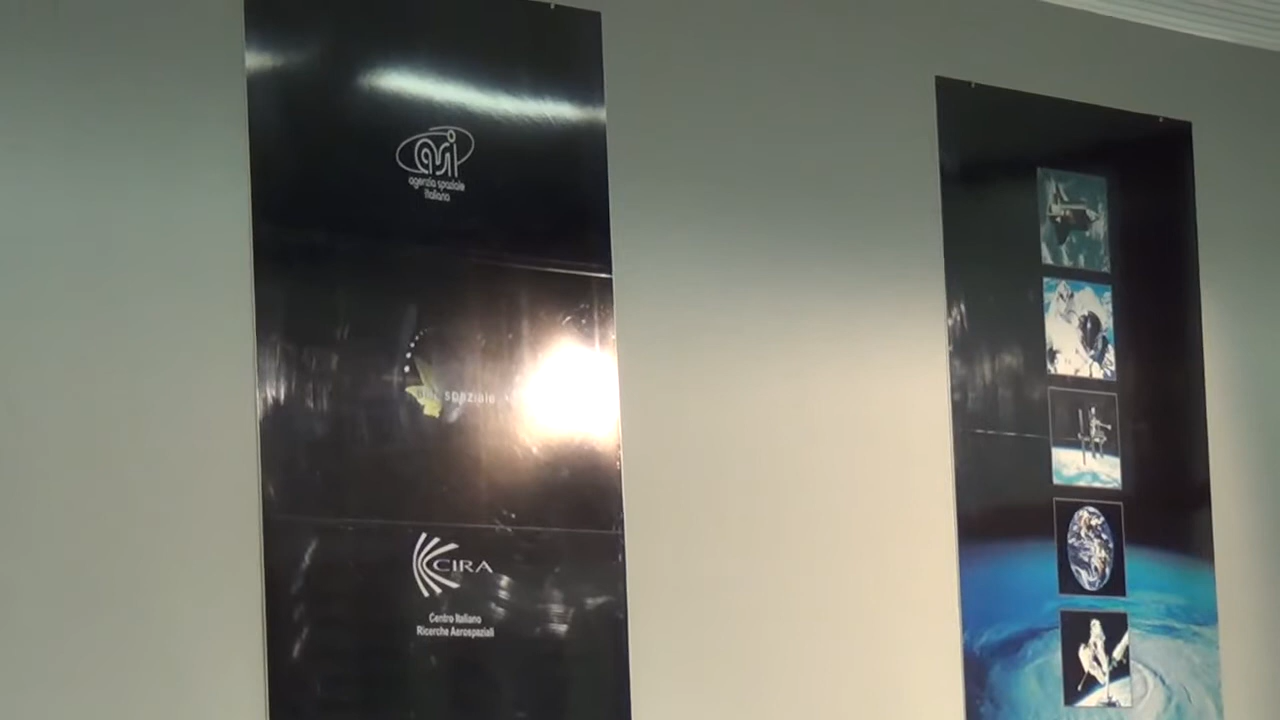 asi
agenzia spaziale
italiana
spaziale
CIRA
Centro Italiano
Ricerche Aerospaziali